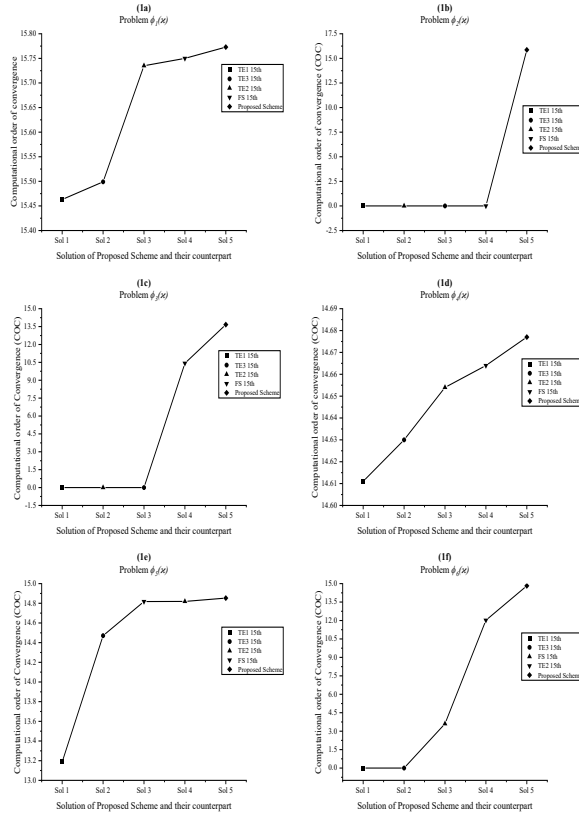 (1a)
Problem ϕ₁(ϰ)
Computational order of convergence
15.80
15.75
15.70
15.65
15.60
15.55
15.50
15.45
15.40
Sol 1 Sol 2 Sol 3 Sol 4 Sol 5
Solution of Proposed Scheme and their counterpart
TE1 15th
TE3 15th
TE2 15th
FS 15th
Proposed Scheme
(1b)
Problem ϕ₂(ϰ)
Computational order of convergence (COC)
17.5
15.0
12.5
10.0
7.5
5.0
2.5
0.0
-2.5
Sol 1 Sol 2 Sol 3 Sol 4 Sol 5
Solution of Proposed Scheme and their counterpart
TE1 15th
TE2 15th
TE3 15th
FS 15th
Proposed Scheme
(1c)
Problem ϕ₃(ϰ)
Computational order of Convergence (COC)
15.0
13.5
12.0
10.5
9.0
7.5
6.0
4.5
3.0
1.5
0.0
-1.5
Sol 1 Sol 2 Sol 3 Sol 4 Sol 5
Solution of Proposed Scheme and their counterpart
TE1 15th
TE2 15th
TE3 15th
FS 15th
Proposed Scheme
(1d)
Problem ϕ₄(ϰ)
Computational order of convergence (COC)
14.69
14.68
14.67
14.66
14.65
14.64
14.63
14.62
14.61
14.60
Sol 1 Sol 2 Sol 3 Sol 4 Sol 5
Solution of Proposed Scheme and their counterpart
TE1 15th
TE3 15th
TE2 15th
FS 15th
Proposed Scheme
(1e)
Problem ϕ₅(ϰ)
Computational order of Convergence (COC)
15.0
14.8
14.6
14.4
14.2
14.0
13.8
13.6
13.4
13.2
13.0
Sol 1 Sol 2 Sol 3 Sol 4 Sol 5
Solution of Proposed Scheme and their counterpart
TE1 15th
TE3 15th
TE2 15th
FS 15th
Proposed Scheme
(1f)
Problem ϕ₆(ϰ)
Computational order of Convergence (COC)
15.0
12.0
9.0
6.0
3.0
0.0
Sol 1 Sol 2 Sol 3 Sol 4 Sol 5
Solution of Proposed Scheme and their counterpart
TE1 15th
TE3 15th
FS 15th
TE2 15th
Proposed Scheme